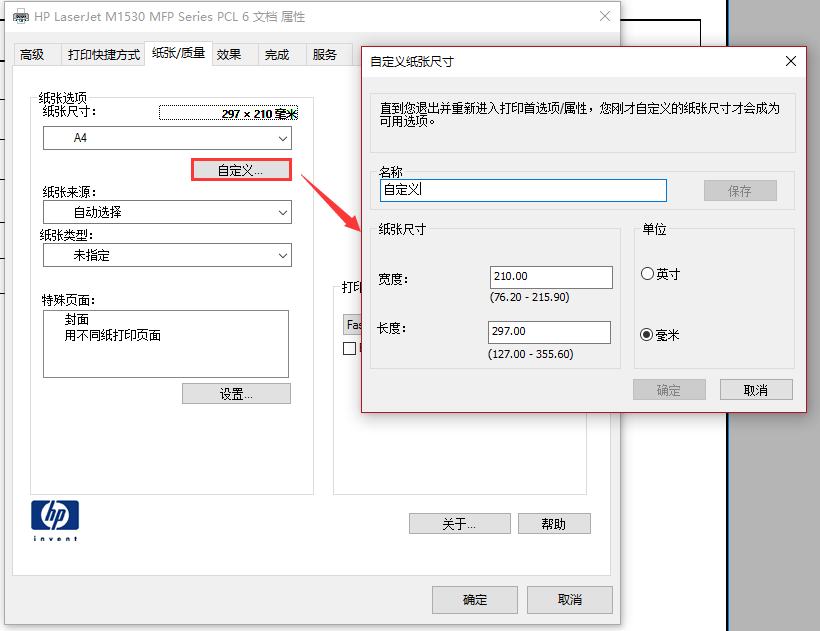 HP LaserJet M1530 MFP Series PCL 6 文档 属性
高级 打印快捷方式 纸张/质量 效果 完成 服务
纸张选项
纸张尺寸：
297 × 210 毫米
A4
自定义...
纸张来源：
自动选择
纸张类型：
未指定
特殊页面：
封面
用不同纸打印页面
设置...
hp
invent
打印
Fas
关于...
帮助
确定
取消
自定义纸张尺寸
直到您退出并重新进入打印首选项/属性，您刚才自定义的纸张尺寸才会成为
可用选项。
名称
自定义
保存
纸张尺寸
宽度：
210.00
(76.20 - 215.90)
长度：
297.00
(127.00 - 355.60)
单位
英寸
毫米
确定
取消